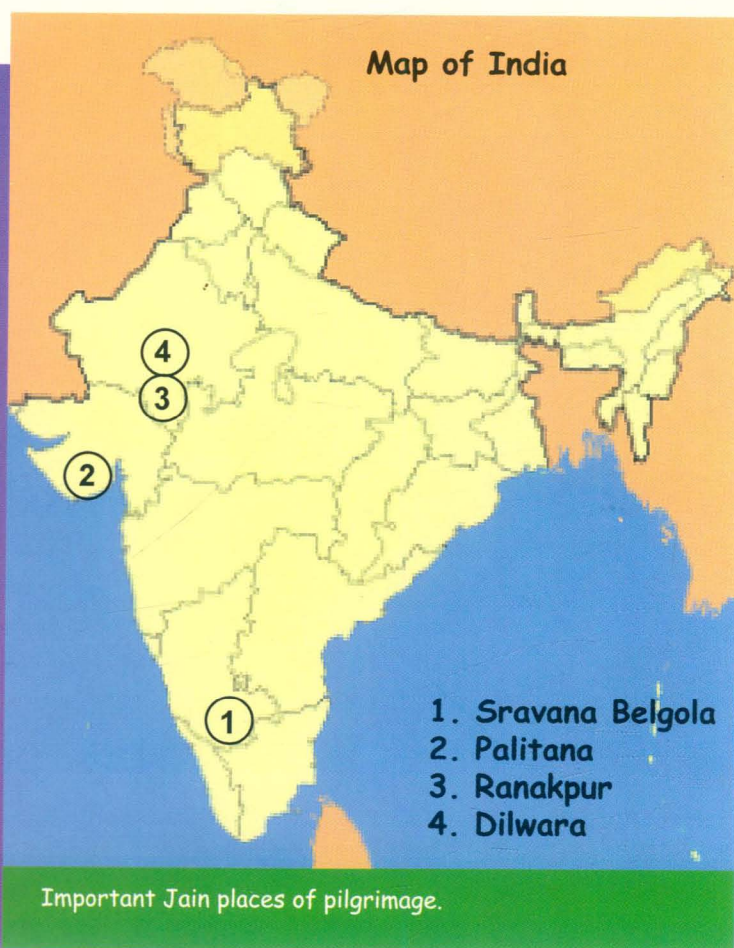 Map of India
4
3
2
1
1. Sravana Belgola
2. Palitana
3. Ranakpur
4. Dilwara
Important Jain places of pilgrimage.